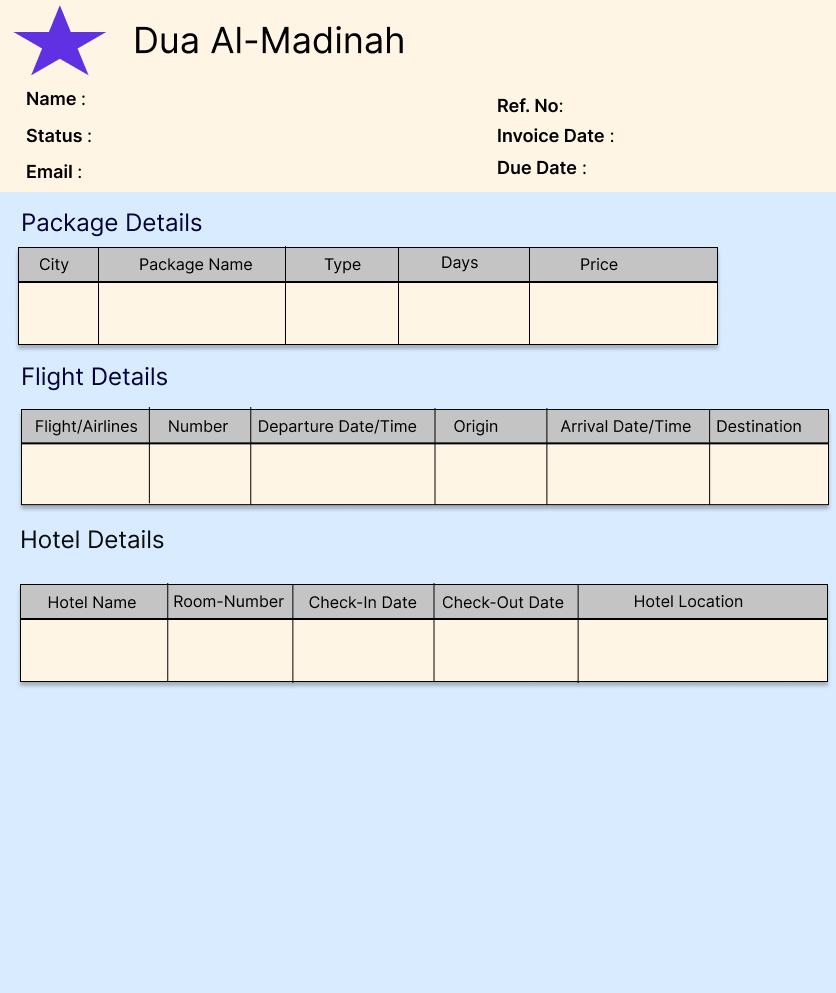 Dua Al-Madinah
Name :
Status :
Email :
Ref. No:
Invoice Date :
Due Date :
Package Details
City Package Name Type Days Price
Flight Details
Flight/Airlines Number Departure Date/Time Origin Arrival Date/Time Destination
Hotel Details
Hotel Name Room-Number Check-In Date Check-Out Date Hotel Location